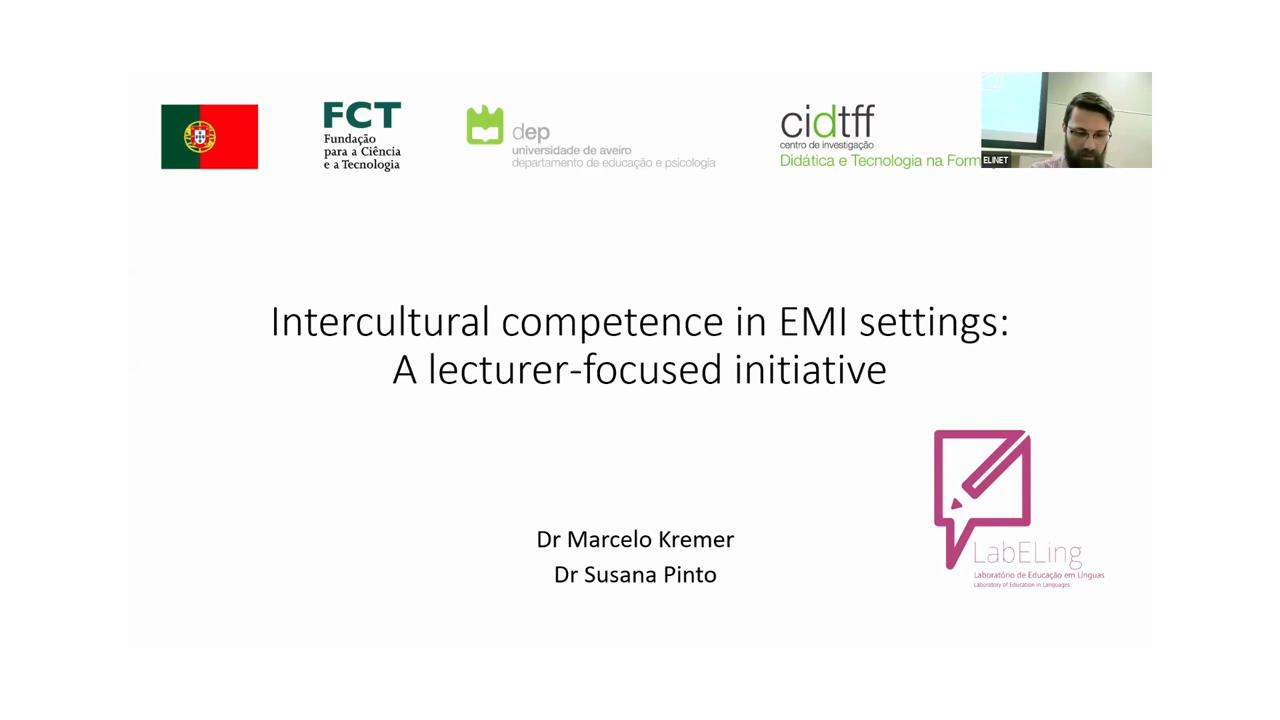 FCT
Fundação
para a Ciência
e a Tecnologia
dep
universidade de aveiro
departamento de educação e psicologia
cidtff
centro de investigação
Didática e Tecnologia na Form
ELINET
Intercultural competence in EMI settings:
A lecturer-focused initiative
Dr Marcelo Kremer
Dr Susana Pinto
LabELing
Laboratório de Educação em Línguas
Laboratory of Education in Languages